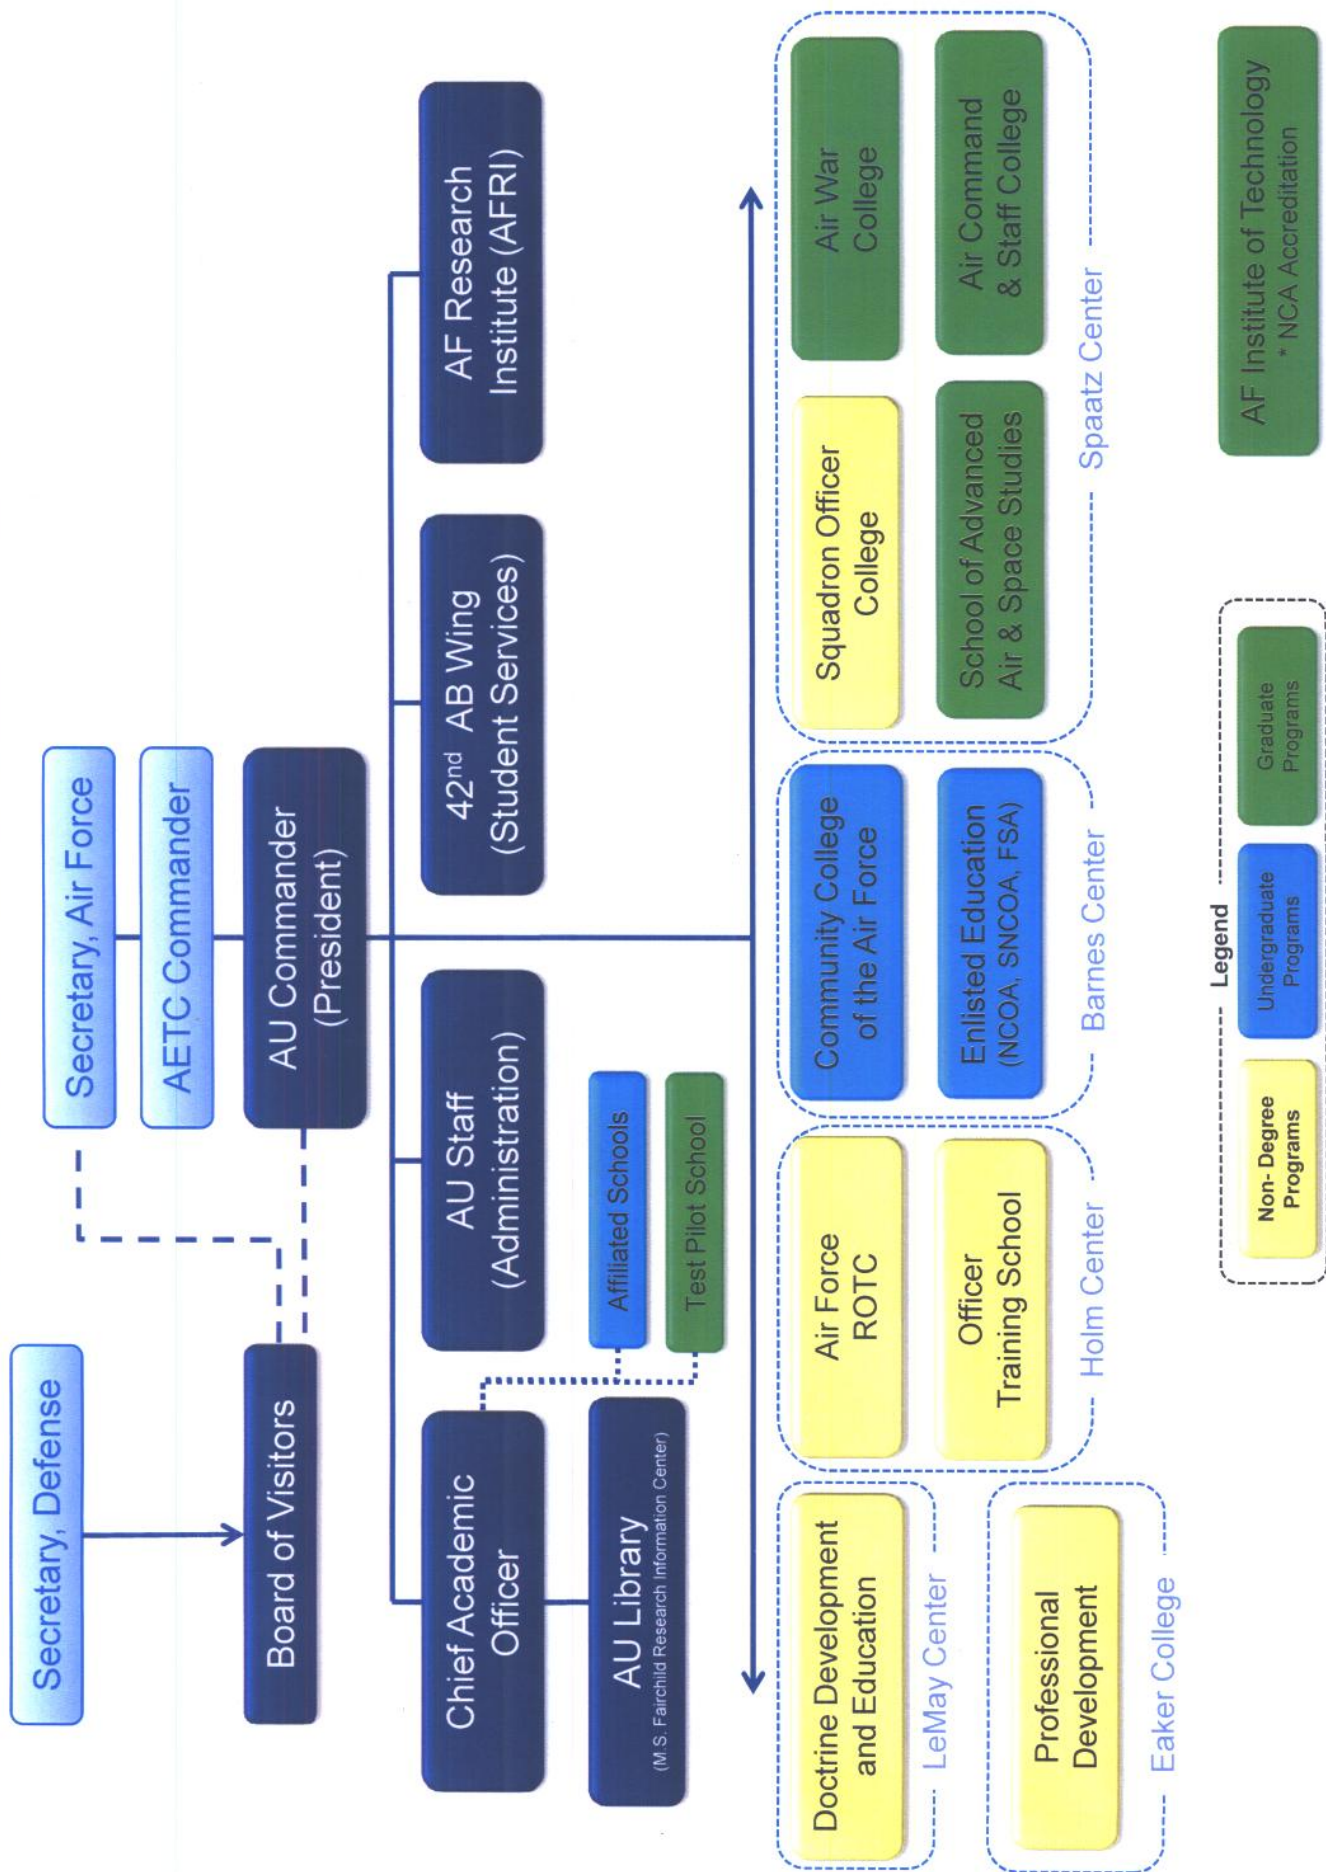 Secretary, Defense
Secretary, Air Force
AETC Commander
Board of Visitors
AU Commander
(President)
Chief Academic
Officer
AU Staff
(Administration)
42nd AB Wing
(Student Services)
AF Research
Institute (AFRI)
AU Library
(M.S. Fairchild Research Information Center)
Affiliated Schools
Test Pilot School
Doctrine Development
and Education
LeMay Center
Professional
Development
Eaker College
Air Force
ROTC
Officer
Training School
Holm Center
Community College
of the Air Force
Enlisted Education
(NCOA, SNCOA, FSA)
Barnes Center
Squadron Officer
College
Air War
College
School of Advanced
Air & Space Studies
Air Command
& Staff College
Spaatz Center
Legend
Non- Degree
Programs
Undergraduate
Programs
Graduate
Programs
AF Institute of Technology
* NCA Accreditation